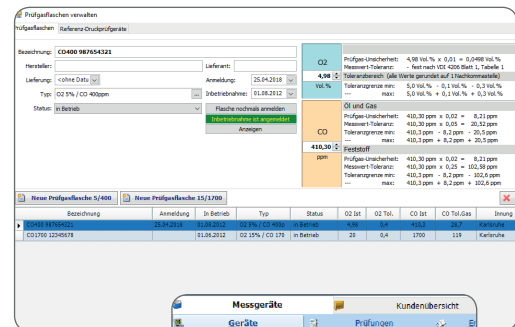 Prüfgasflaschen verwalten
Prüfgasflaschen Referenz-Druckprüfgeräte
Bezeichnung: CO400 987654321
Hersteller: Lieferant:
Lieferung: <ohne Datu Anmeldung: 25.04.2018
Typ: O2 5% / CO 400ppm ... Inbetriebnahme: 01.08.2012
Status: in Betrieb Flasche nochmals anmelden
Inbetriebnahme ist angemeldet
Anzeigen
O2
4,98
Vol.%
Prüfgas-Unsicherheit: 4,98 Vol.% x 0,01 = 0,0498 Vol.%
Messwert-Toleranz: - fest nach VDI 4206 Blatt 1, Tabelle 1
Toleranzbereich (alle Werte gerundet auf 1 Nachkommastelle)
Toleranzgrenze min: 5,0 Vol.% - 0,1 Vol.% - 0,3 Vol.%
max: 5,0 Vol.% + 0,1 Vol.% + 0,3 Vol.%
CO
410,30
ppm
Öl und Gas
Prüfgas-Unsicherheit: 410,30 ppm x 0,02 = 8,21 ppm
Messwert-Toleranz: 410,30 ppm x 0,05 = 20,52 ppm
Toleranzgrenze min: 410,3 ppm - 8,2 ppm - 20,5 ppm
--- max: 410,3 ppm + 8,2 ppm + 20,5 ppm
Feststoff
Prüfgas-Unsicherheit: 410,30 ppm x 0,02 = 8,21 ppm
Messwert-Toleranz: 410,30 ppm x 0,25 = 102,58 ppm
Toleranzgrenze min: 410,3 ppm - 8,2 ppm - 102,6 ppm
--- max: 410,3 ppm + 8,2 ppm + 102,6 ppm
Neue Prüfgasflasche 5/400 Neue Prüfgasflasche 15/1700
Bezeichnung Anmeldung In Betrieb Typ Status O2 Ist O2 Tol. CO Ist CO Tol.Gas Innung
CO400 987654321 25.04.2018 01.08.2012 O2 5% / CO 400p in Betrieb 4,98 0,4 410,3 28,7 Karlsruhe
CO1700 12345678 01.06.2012 O2 15% / CO 170 in Betrieb 20 0,4 1700 119 Karlsruhe
Messgeräte Kundenübersicht
Geräte Prüfungen